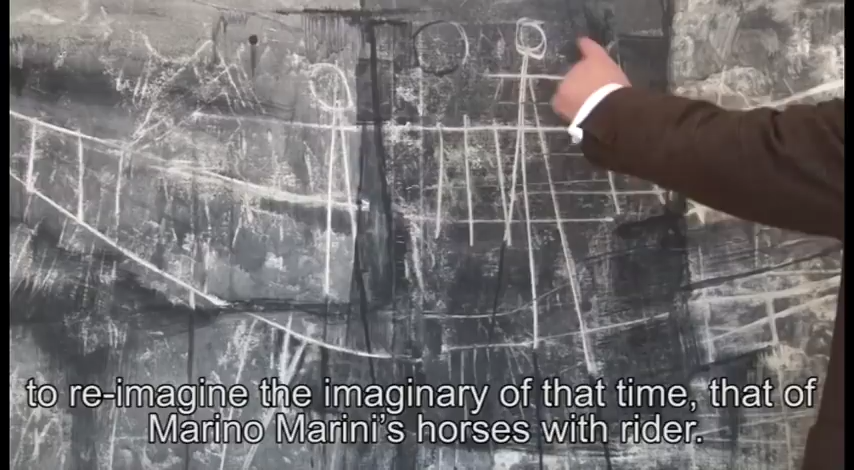 to re-imagine the imaginary of that time, that of
Marino Marini's horses with rider.